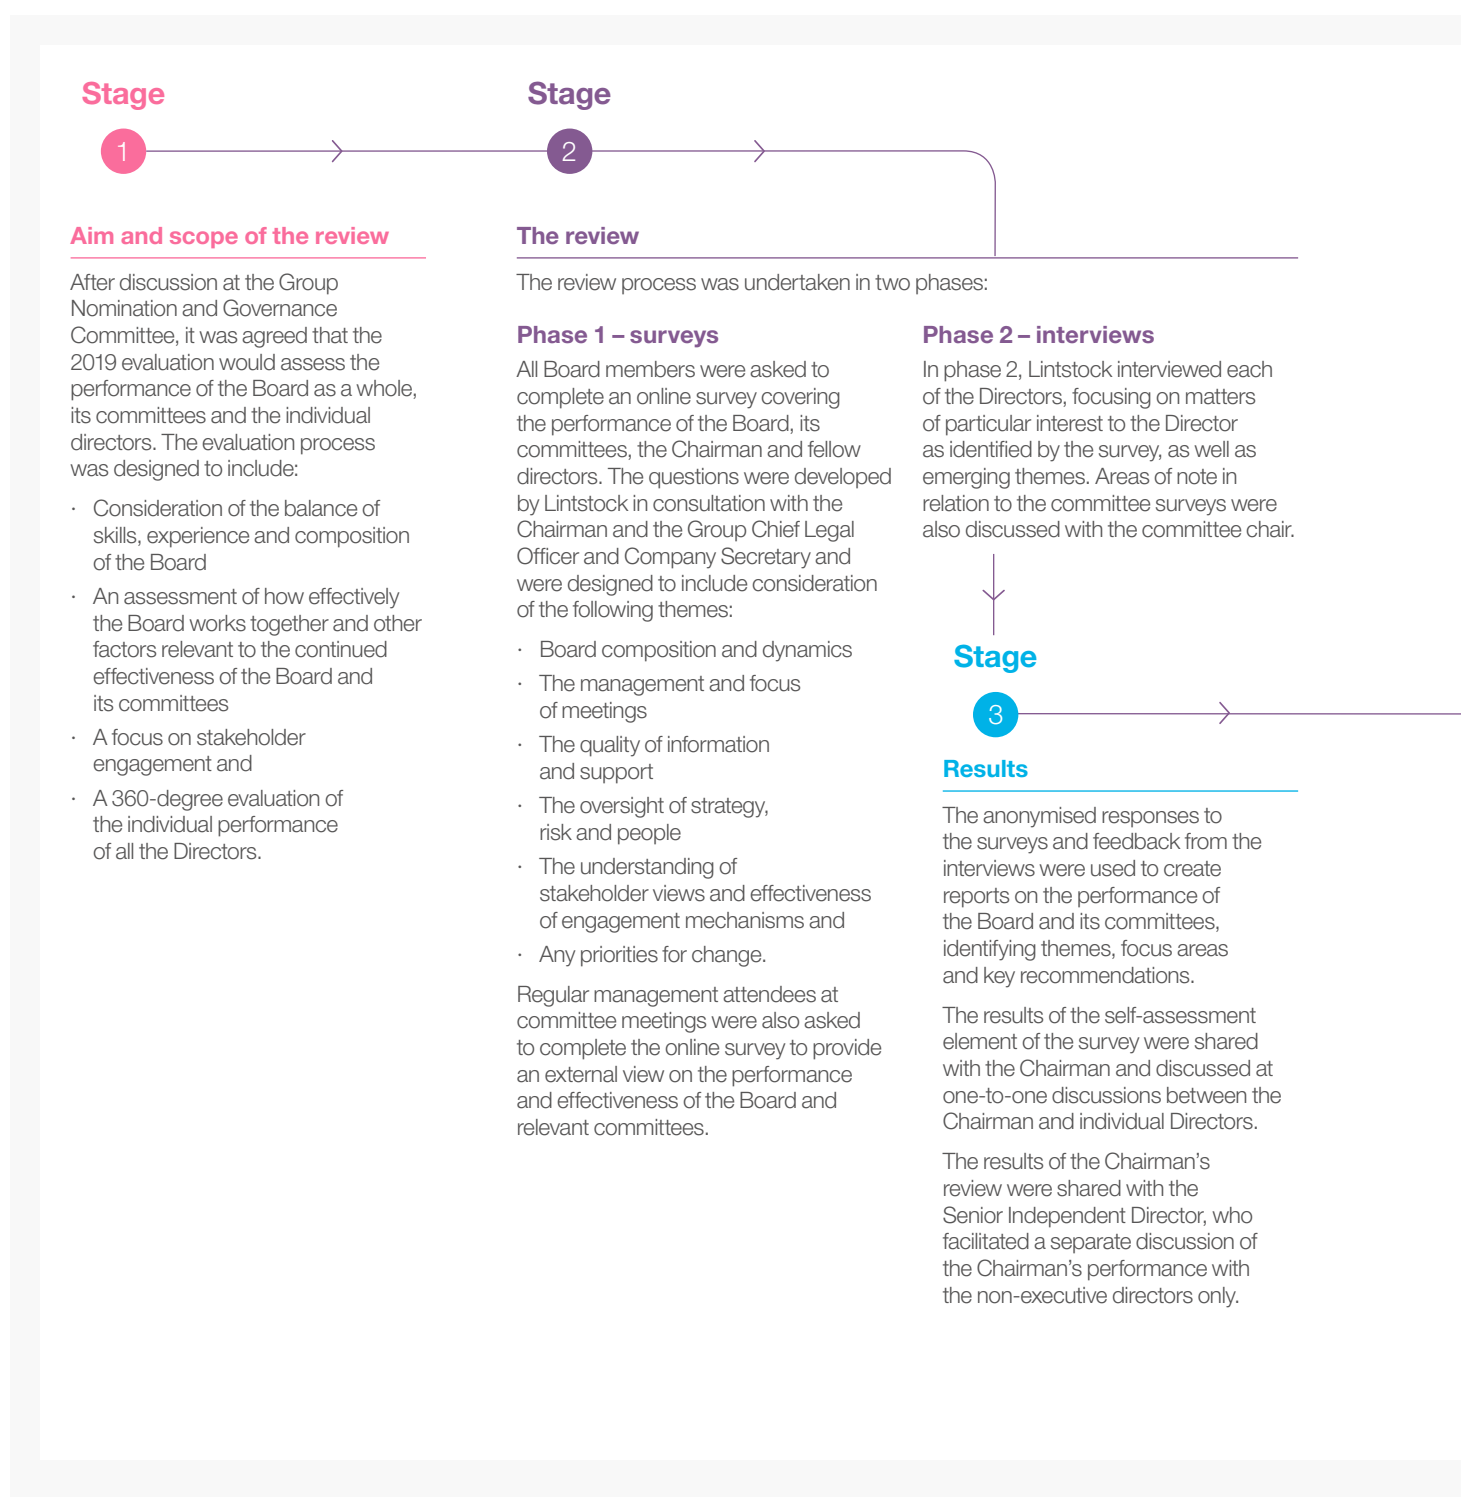 Stage
1
Aim and scope of the review
After discussion at the Group
Nomination and Governance
Committee, it was agreed that the
2019 evaluation would assess the
performance of the Board as a whole,
its committees and the individual
directors. The evaluation process
was designed to include:
· Consideration of the balance of
skills, experience and composition
of the Board
· An assessment of how effectively
the Board works together and other
factors relevant to the continued
effectiveness of the Board and
its committees
· A focus on stakeholder
engagement and
· A 360-degree evaluation of
the individual performance
of all the Directors.
Stage
2
The review
The review process was undertaken in two phases:
Phase 1 – surveys
All Board members were asked to
complete an online survey covering
the performance of the Board, its
committees, the Chairman and fellow
directors. The questions were developed
by Lintstock in consultation with the
Chairman and the Group Chief Legal
Officer and Company Secretary and
were designed to include consideration
of the following themes:
· Board composition and dynamics
· The management and focus
of meetings
· The quality of information
and support
· The oversight of strategy,
risk and people
· The understanding of
stakeholder views and effectiveness
of engagement mechanisms and
· Any priorities for change.
Regular management attendees at
committee meetings were also asked
to complete the online survey to provide
an external view on the performance
and effectiveness of the Board and
relevant committees.
Phase 2 – interviews
In phase 2, Lintstock interviewed each
of the Directors, focusing on matters
of particular interest to the Director
as identified by the survey, as well as
emerging themes. Areas of note in
relation to the committee surveys were
also discussed with the committee chair.
Stage
3
Results
The anonymised responses to
the surveys and feedback from the
interviews were used to create
reports on the performance of
the Board and its committees,
identifying themes, focus areas
and key recommendations.
The results of the self-assessment
element of the survey were shared
with the Chairman and discussed at
one-to-one discussions between the
Chairman and individual Directors.
The results of the Chairman’s
review were shared with the
Senior Independent Director, who
facilitated a separate discussion of
the Chairman’s performance with
the non-executive directors only.